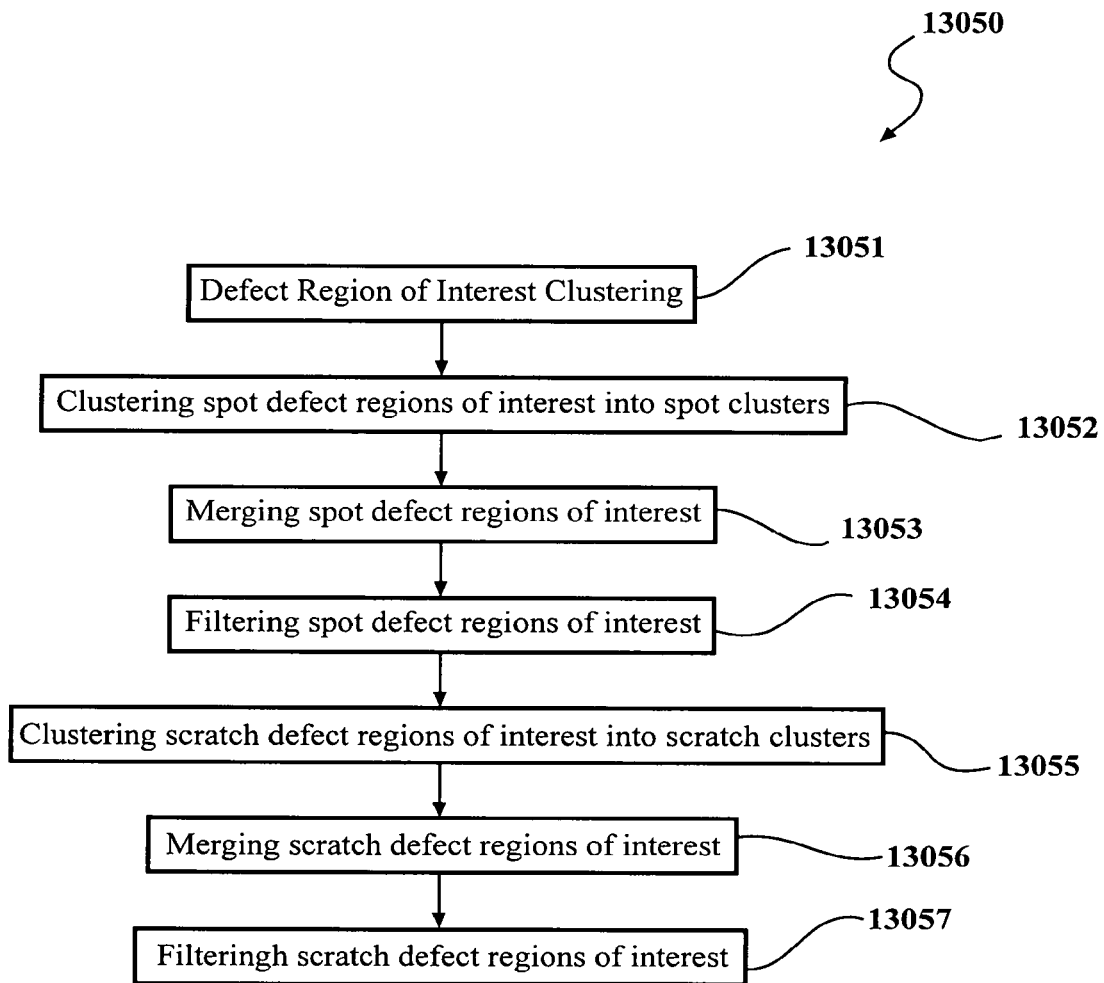 13050
13051
Defect Region of Interest Clustering
Clustering spot defect regions of interest into spot clusters
13052
Merging spot defect regions of interest
13053
13054
Filtering spot defect regions of interest
Clustering scratch defect regions of interest into scratch clusters
13055
Merging scratch defect regions of interest
13056
13057
Filteringh scratch defect regions of interest